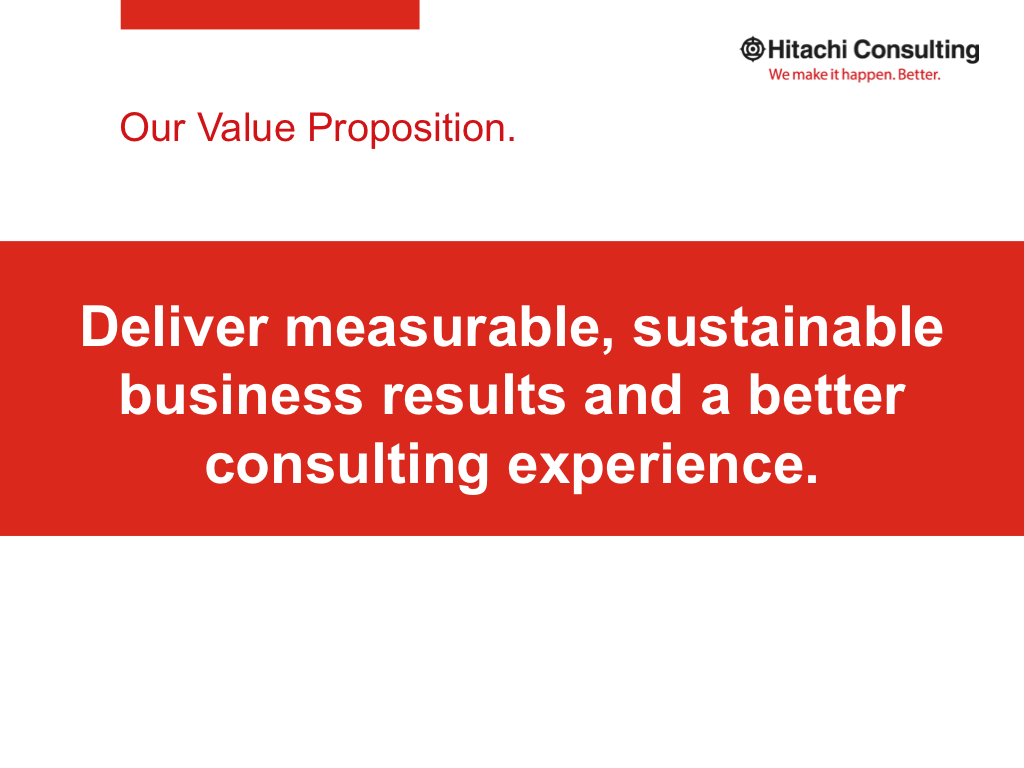 Hitachi Consulting
We make it happen. Better.
Our Value Proposition.
Deliver measurable, sustainable
business results and a better
consulting experience.